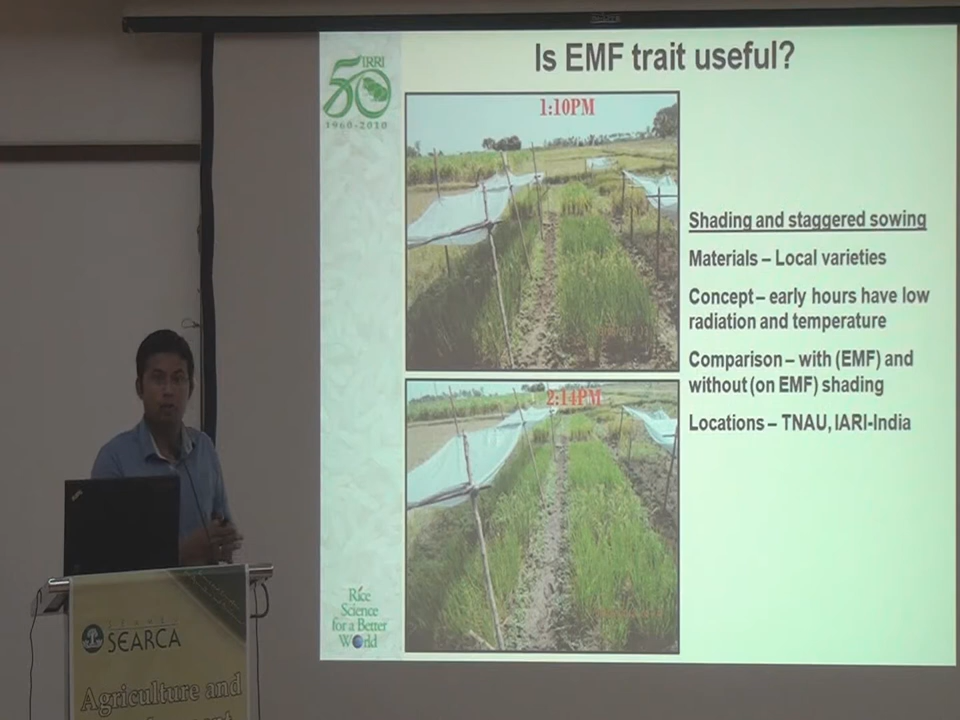 Is EMF trait useful?
IRRI
50
1960-2010
1:10PM
2:14PM
Shading and staggered sowing
Materials – Local varieties
Concept – early hours have low
radiation and temperature
Comparison – with (EMF) and
without (on EMF) shading
Locations – TNAU, IARI-India
Rice
Science
for a Better
World
SEARCA
Agriculture and